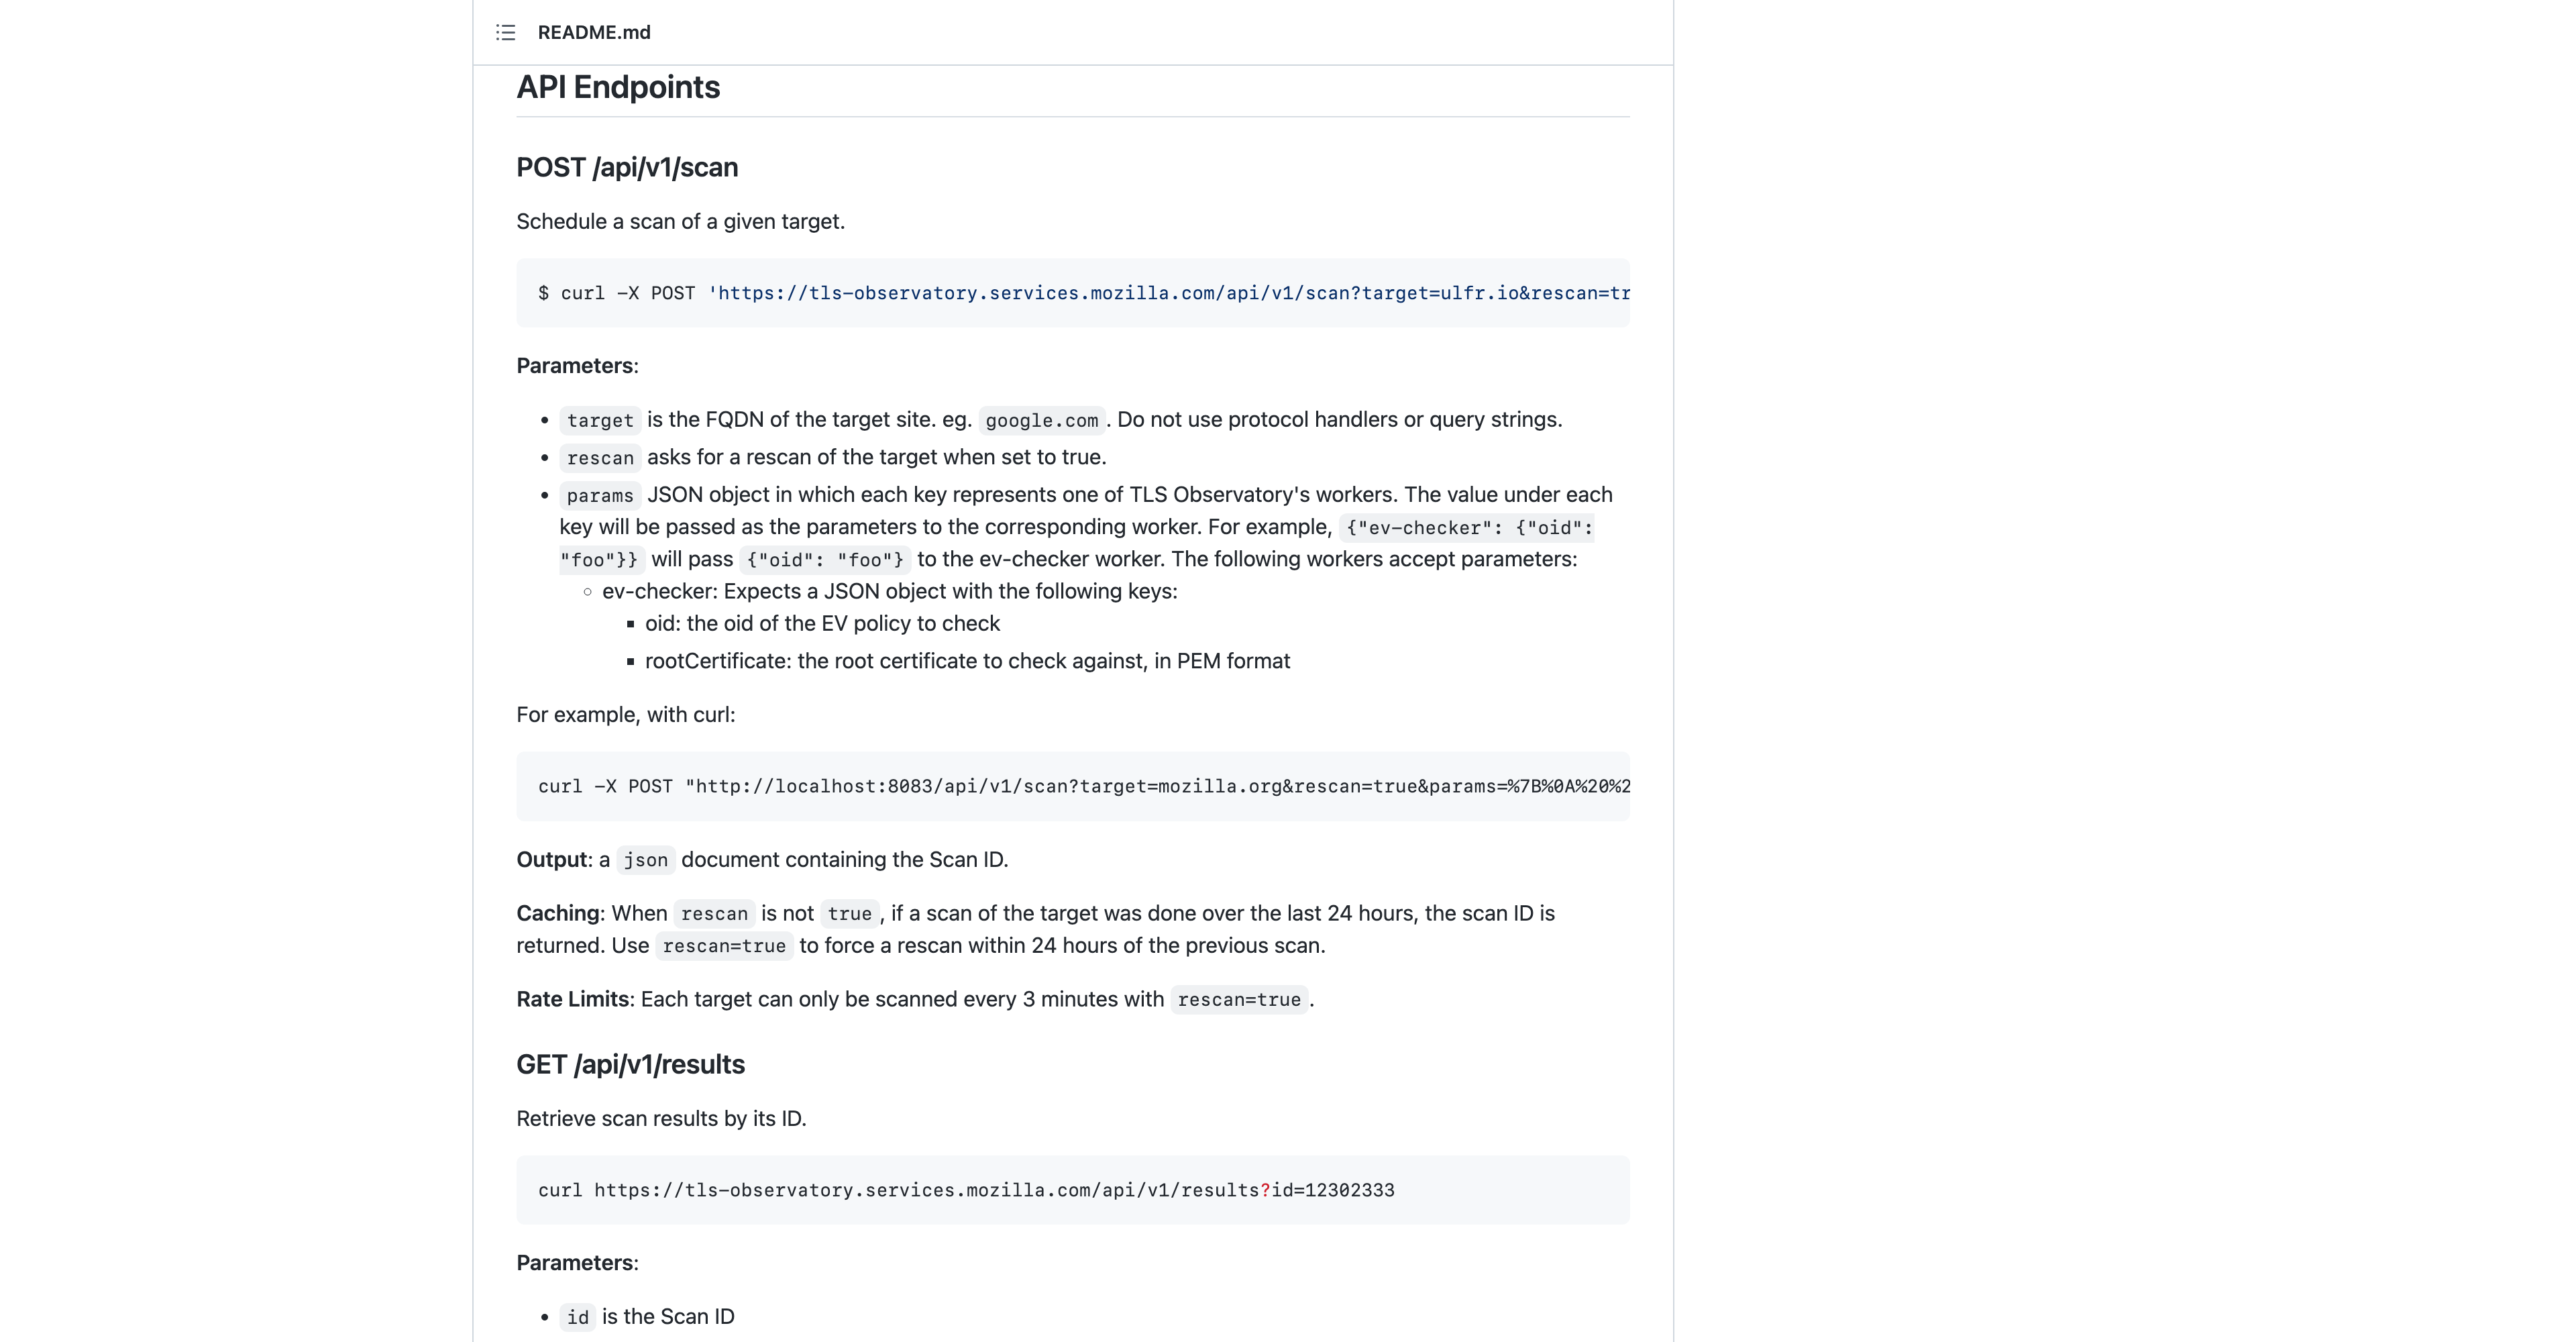 README.md
API Endpoints
POST /api/v1/scan
Schedule a scan of a given target.
$ curl -X POST 'https://tls-observatory.services.mozilla.com/api/v1/scan?target=ulfr.io&rescan=tr
Parameters:
• target is the FQDN of the target site. eg. google.com. Do not use protocol handlers or query strings.
• rescan asks for a rescan of the target when set to true.
• params JSON object in which each key represents one of TLS Observatory's workers. The value under each
key will be passed as the parameters to the corresponding worker. For example, {"ev-checker": {"oid":
"foo"}} will pass {"oid": "foo"} to the ev-checker worker. The following workers accept parameters:
◦ ev-checker: Expects a JSON object with the following keys:
▪ oid: the oid of the EV policy to check
▪ rootCertificate: the root certificate to check against, in PEM format
For example, with curl:
curl -X POST "http://localhost:8083/api/v1/scan?target=mozilla.org&rescan=true&params=%7B%0A%20%2
Output: a json document containing the Scan ID.
Caching: When rescan is not true, if a scan of the target was done over the last 24 hours, the scan ID is
returned. Use rescan=true to force a rescan within 24 hours of the previous scan.
Rate Limits: Each target can only be scanned every 3 minutes with rescan=true.
GET /api/v1/results
Retrieve scan results by its ID.
curl https://tls-observatory.services.mozilla.com/api/v1/results?id=12302333
Parameters:
• id is the Scan ID